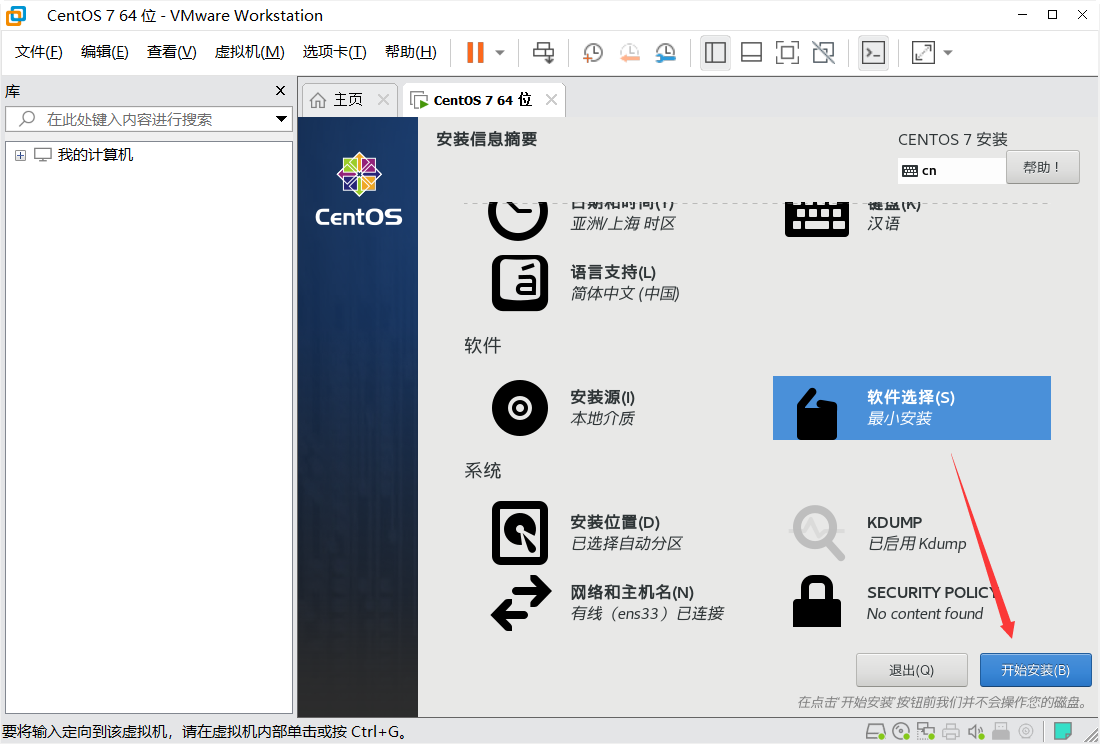 CentOS 7 64 位 - VMware Workstation
文件(F) 编辑(E) 查看(V) 虚拟机(M) 选项卡(T) 帮助(H)
库
在此处键入内容进行搜索
我的计算机
主页
CentOS 7 64 位
CentOS
安装信息摘要
CENTOS 7 安装
cn
帮助！
日期和时间(T)
亚洲/上海 时区
键盘(K)
汉语
语言支持(L)
简体中文 (中国)
软件
安装源(I)
本地介质
软件选择(S)
最小安装
系统
安装位置(D)
已选择自动分区
KDUMP
已启用 Kdump
网络和主机名(N)
有线（ens33）已连接
SECURITY POLICY
No content found
退出(Q)
开始安装(B)
在点击'开始安装'按钮前我们并不会操作您的磁盘。
要将输入定向到该虚拟机，请在虚拟机内部单击或按 Ctrl+G。